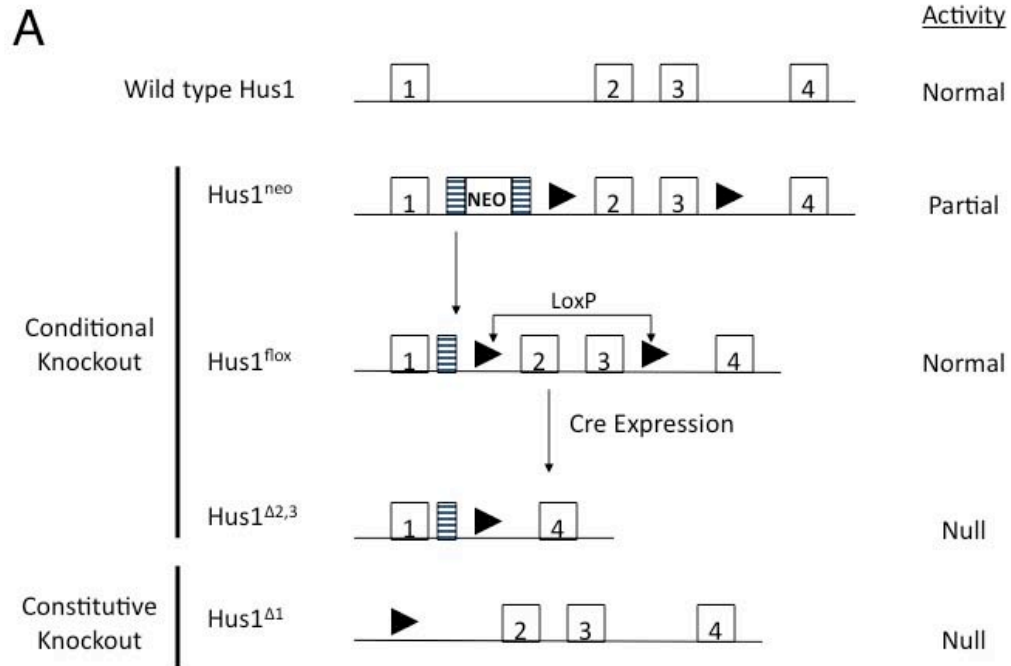 A
Activity
Wild type Hus1
1
2
3
4
Normal
Hus1neo
1
NEO
2
3
4
Partial
LoxP
Conditional
Knockout
Hus1flox
1
2
3
4
Normal
Cre Expression
Hus1Δ2,3
1
4
Null
Constitutive
Knockout
Hus1Δ1
2
3
4
Null